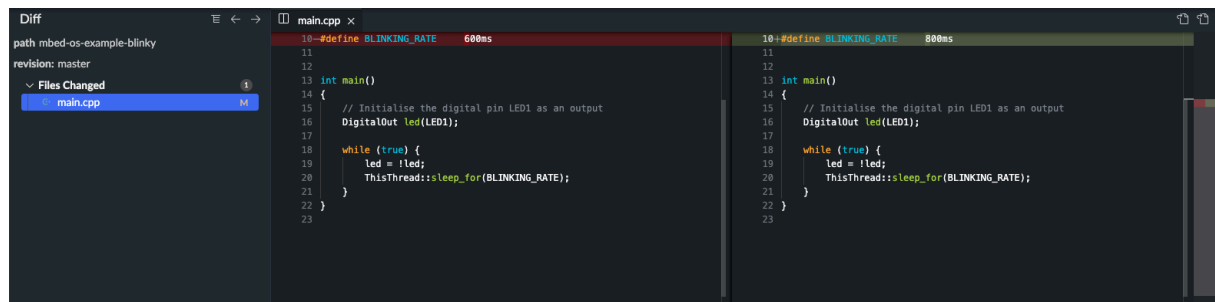 Diff
path mbed-os-example-blinky
revision: master
Files Changed 1
main.cpp M
main.cpp ×
10-#define BLINKING_RATE    600ms
11
12
13 int main()
14 {
15     // Initialise the digital pin LED1 as an output
16     DigitalOut led(LED1);
17
18     while (true) {
19         led = !led;
20         ThisThread::sleep_for(BLINKING_RATE);
21     }
22 }
23
10+#define BLINKING_RATE    800ms
11
12
13 int main()
14 {
15     // Initialise the digital pin LED1 as an output
16     DigitalOut led(LED1);
17
18     while (true) {
19         led = !led;
20         ThisThread::sleep_for(BLINKING_RATE);
21     }
22 }
23